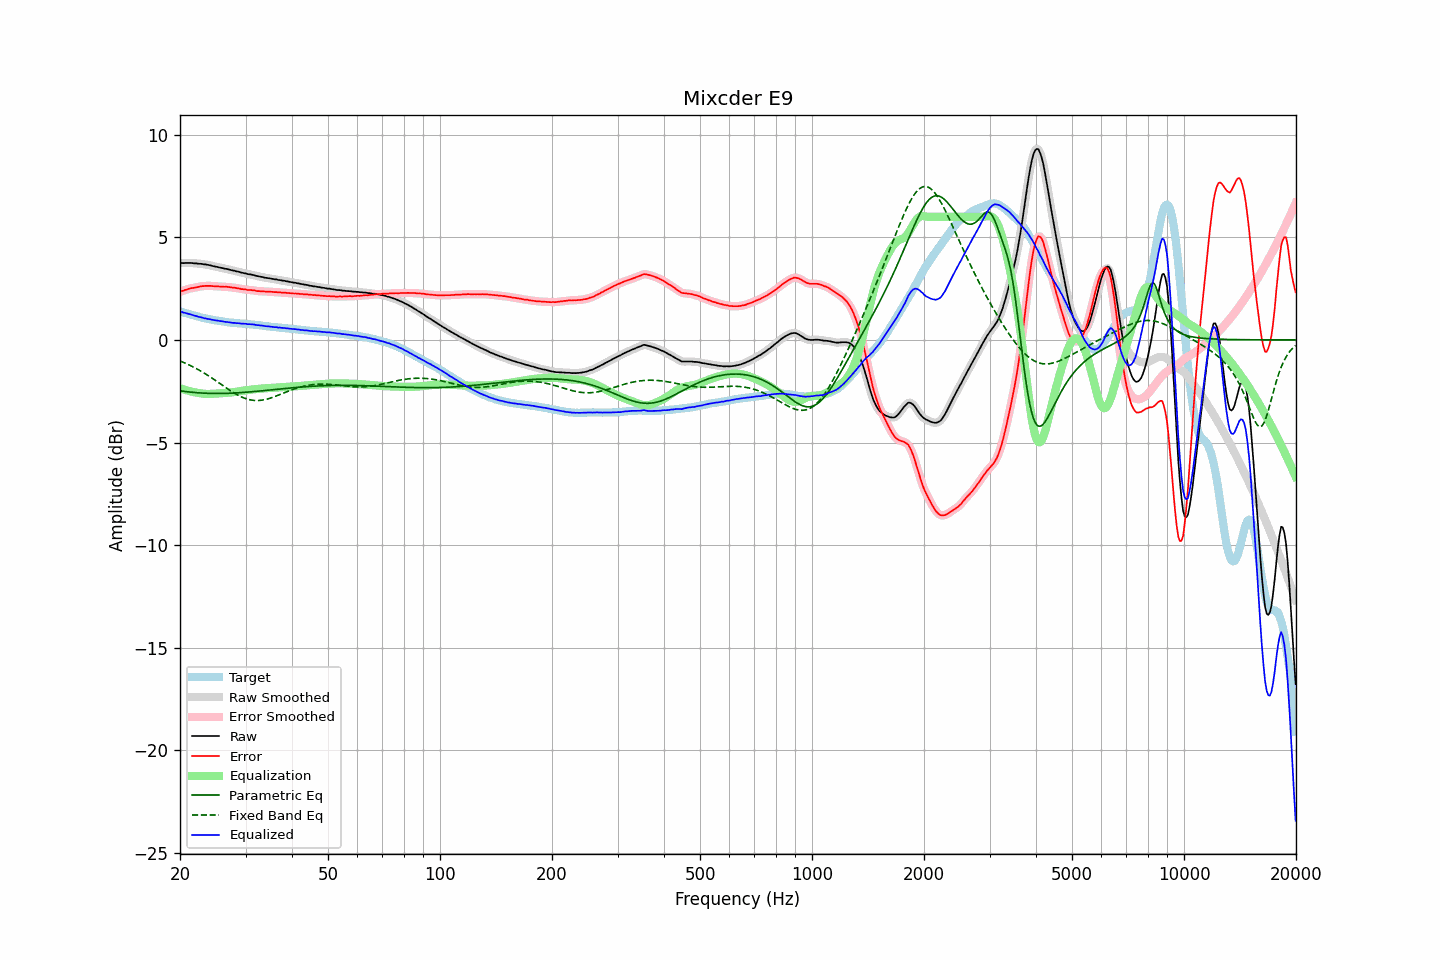 Mixcder E9
Amplitude (dBr)
10
5
0
−5
−10
−15
−20
−25
Target
Raw Smoothed
Error Smoothed
Raw
Error
Equalization
Parametric Eq
Fixed Band Eq
Equalized
20 50 100 200 500 1000 2000 5000 10000 20000
Frequency (Hz)